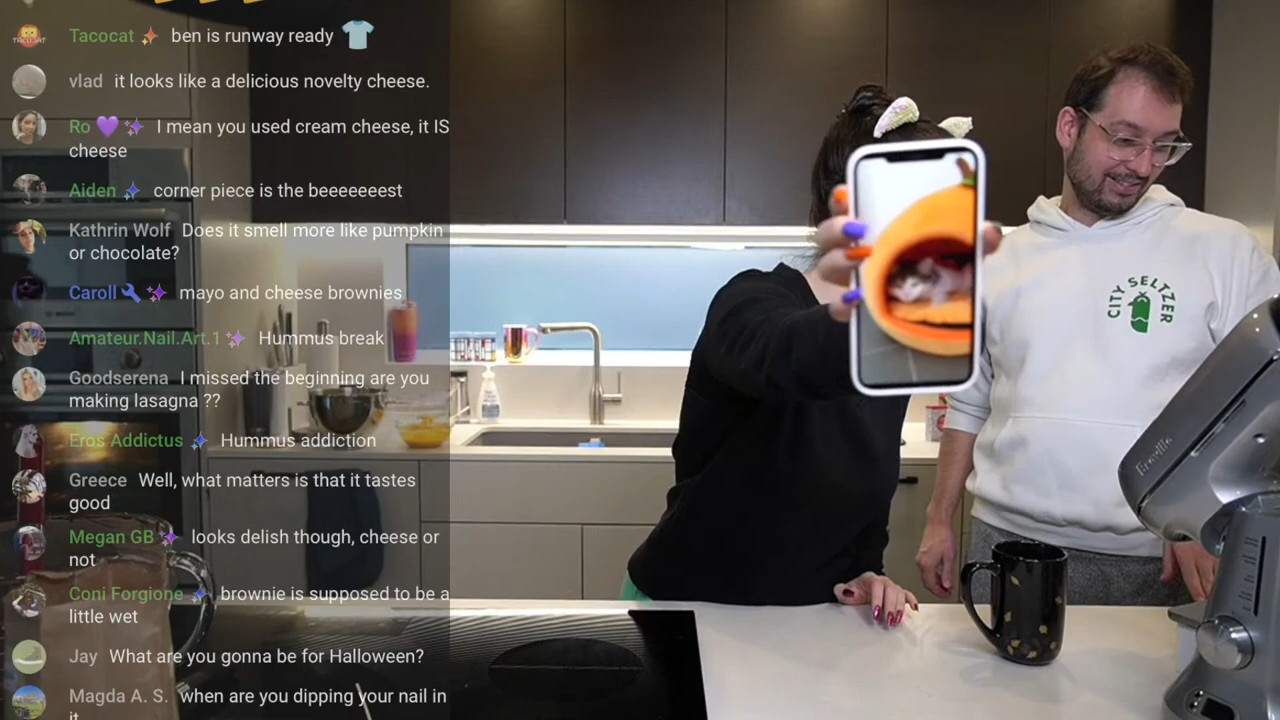 Tacocat ben is runway ready
vlad it looks like a delicious novelty cheese.
Ro I mean you used cream cheese, it IS
cheese
Aiden corner piece is the beeeeeeest
Kathrin Wolf Does it smell more like pumpkin
or chocolate?
Caroll mayo and cheese brownies
Amateur.Nail.Art.1 Hummus break
Goodserena I missed the beginning are you
making lasagna ??
Eros Addictus Hummus addiction
Greece Well, what matters is that it tastes
good
Megan GB looks delish though, cheese or
not
Coni Forgione brownie is supposed to be a
little wet
Jay What are you gonna be for Halloween?
Magda A. S. when are you dipping your nail in
it
CITY SELTZER
Breville